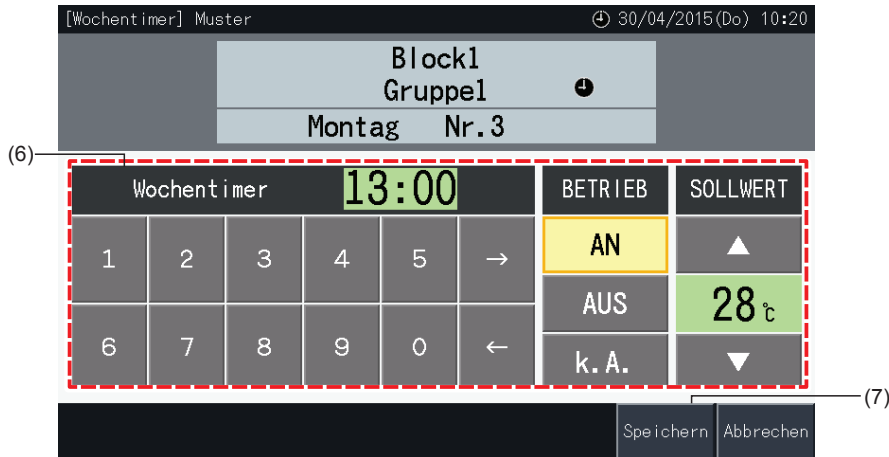 [Wochentimer] Muster 30/04/2015(Do) 10:20
Block1
Gruppe1
Montag Nr.3
(6)
Wochentimer 13:00 BETRIEB SOLLWERT
1 2 3 4 5 → AN ▲
AUS 28℃
6 7 8 9 0 ← k.A. ▼
(7)
Speichern Abbrechen